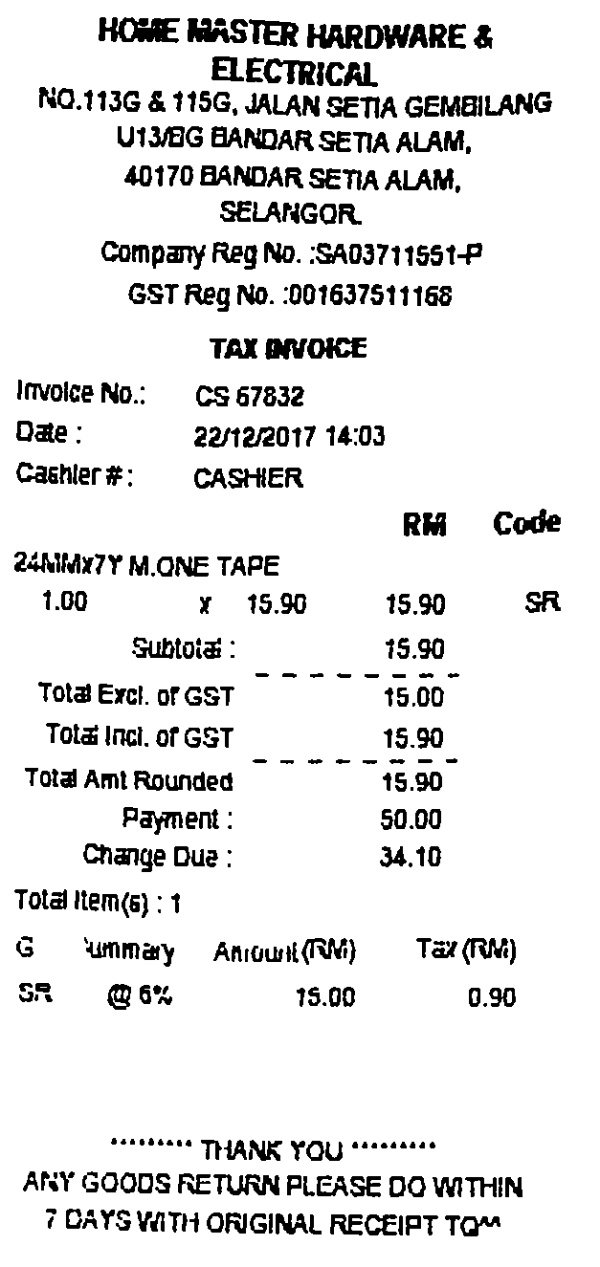 HOME MASTER HARDWARE &
ELECTRICAL
NO.113G & 115G, JALAN SETIA GEMBILANG
U13/BG BANDAR SETIA ALAM,
40170 BANDAR SETIA ALAM,
SELANGOR.
Company Reg No. :SA03711551-P
GST Reg No. :001637511168
TAX INVOICE
Invoice No.: CS 67832
Date : 22/12/2017 14:03
Cashier # : CASHIER
RM Code
24MMx7Y M.ONE TAPE
1.00 x 15.90 15.90 SR
Subtotal : 15.90
Total Excl. of GST 15.00
Total Incl. of GST 15.90
Total Amt Rounded 15.90
Payment : 50.00
Change Due : 34.10
Total Item(s) : 1
G ummary Amount (RM) Tax (RM)
SR @ 6% 15.00 0.90
********* THANK YOU *********
ANY GOODS RETURN PLEASE DO WITHIN
7 DAYS WITH ORIGINAL RECEIPT TQ^^